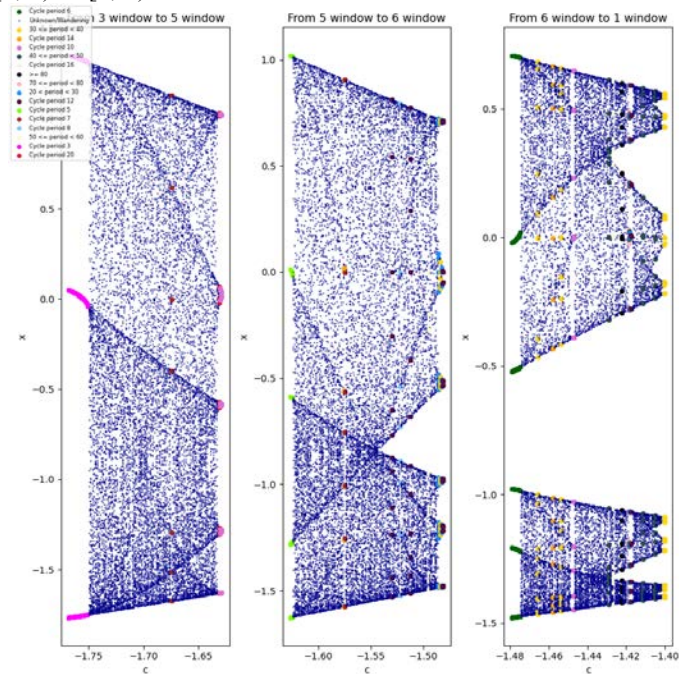 From 3 window to 5 window
From 5 window to 6 window
From 6 window to 1 window
Cycle period 6
Unknown/Wandering
30 <= period < 40
Cycle period 14
Cycle period 10
40 <= period < 50
Cycle period 16
>= 80
70 <= period < 80
20 < period < 30
Cycle period 12
Cycle period 5
Cycle period 7
Cycle period 8
50 <= period < 60
Cycle period 3
Cycle period 20
0.5
0.0
−0.5
−1.0
−1.5
x
−1.75 −1.70 −1.65
c
1.0
0.5
0.0
−0.5
−1.0
−1.5
x
−1.60 −1.55 −1.50
c
0.5
0.0
−0.5
−1.0
−1.5
x
−1.48 −1.46 −1.44 −1.42 −1.40
c